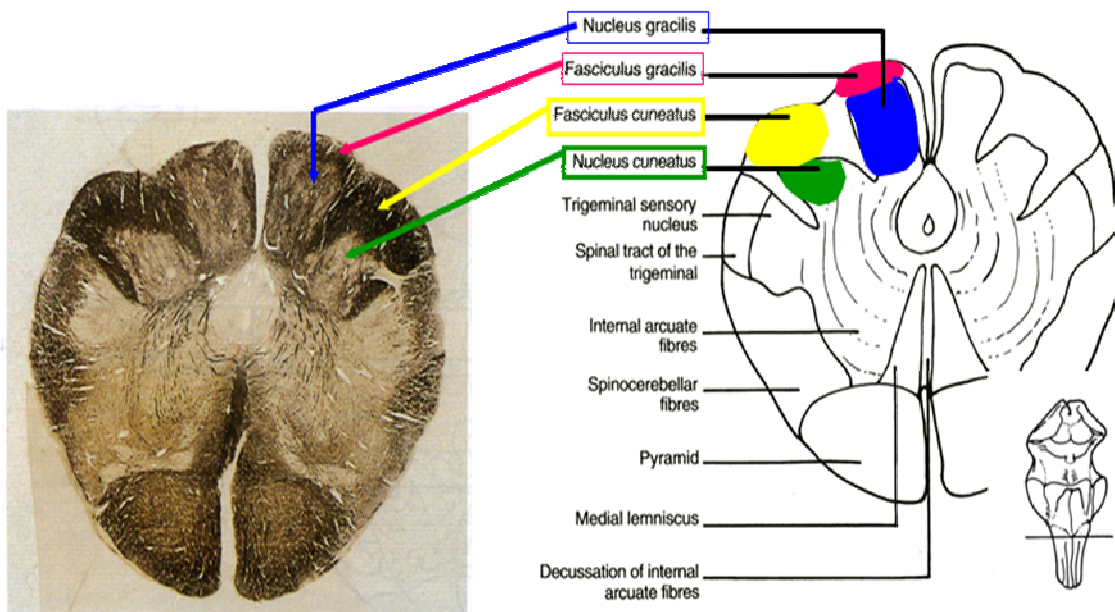 Nucleus gracilis
Fasciculus gracilis
Fasciculus cuneatus
Nucleus cuneatus
Trigeminal sensory
nucleus
Spinal tract of the
trigeminal
Internal arcuate
fibres
Spinocerebellar
fibres
Pyramid
Medial lemniscus
Decussation of internal
arcuate fibres